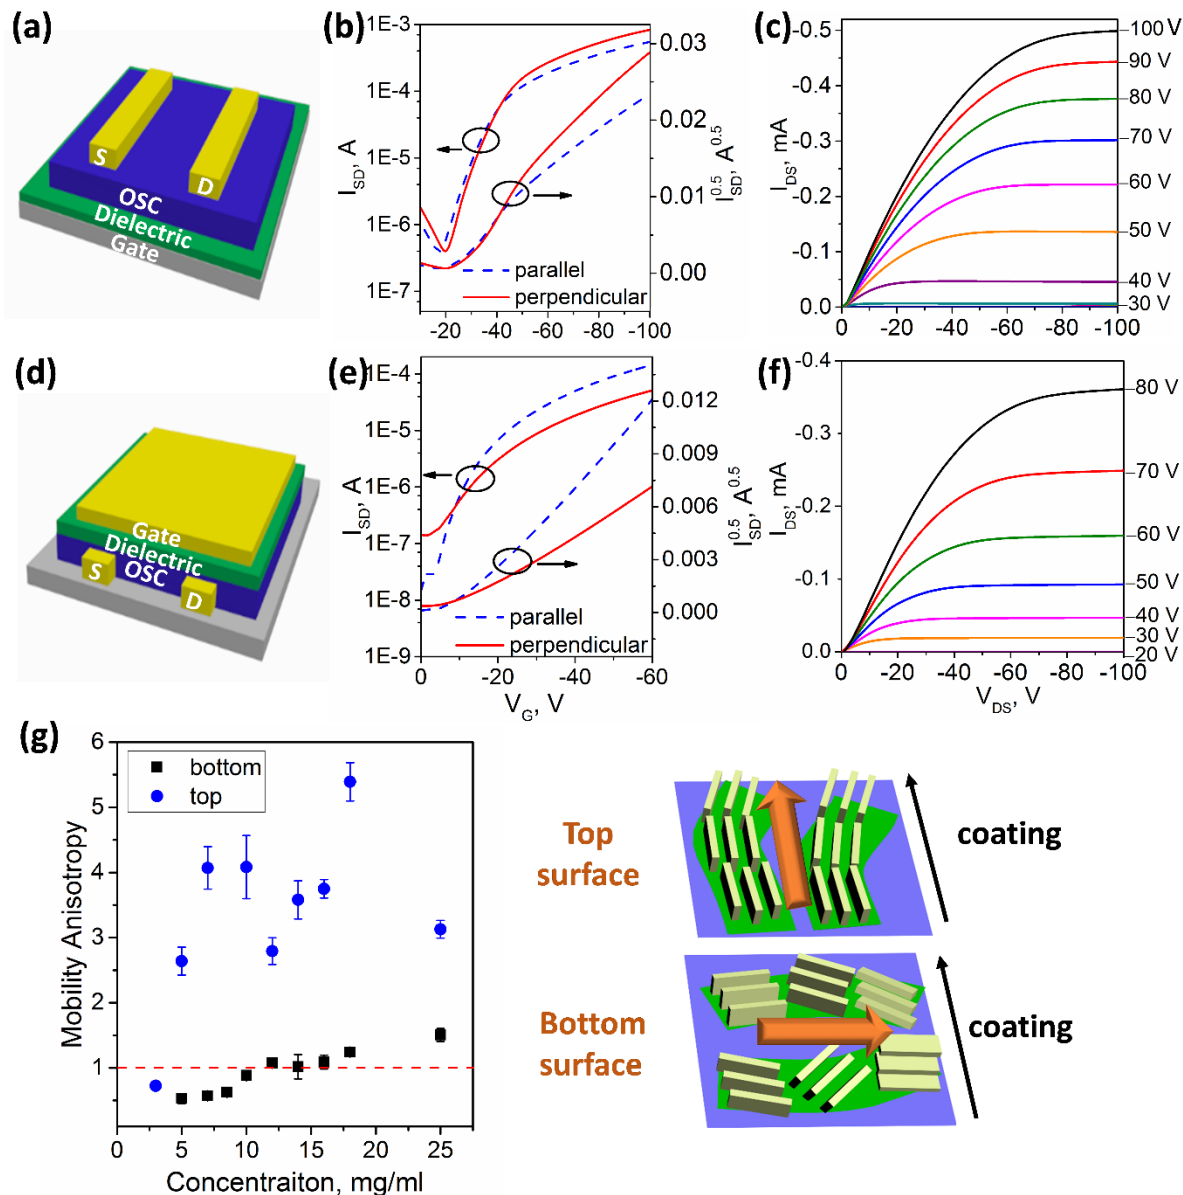 (a)
S
D
OSC
Dielectric
Gate
(b)
1E-3
1E-4
1E-5
1E-6
1E-7
I_SD, A
0.03
0.02
0.01
0.00
I^0.5_SD, A^0.5
parallel
perpendicular
-20 -40 -60 -80 -100
(c)
-0.5
-0.4
-0.3
-0.2
-0.1
0.0
I_DS, mA
-100 V
-90 V
-80 V
-70 V
-60 V
-50 V
-40 V
-30 V
0 -20 -40 -60 -80 -100
(d)
Gate
Dielectric
OSC
S
D
(e)
1E-4
1E-5
1E-6
1E-7
1E-8
1E-9
I_SD, A
0.012
0.009
0.006
0.003
0.000
I^0.5_SD, A^0.5
parallel
perpendicular
0 -20 -40 -60
V_G, V
(f)
-0.4
-0.3
-0.2
-0.1
0.0
I_DS, mA
-80 V
-70 V
-60 V
-50 V
-40 V
-30 V
-20 V
0 -20 -40 -60 -80 -100
V_DS, V
(g)
6
5
4
3
2
1
Mobility Anisotropy
bottom
top
0 5 10 15 20 25
Concentraiton, mg/ml
Top
surface
coating
Bottom
surface
coating